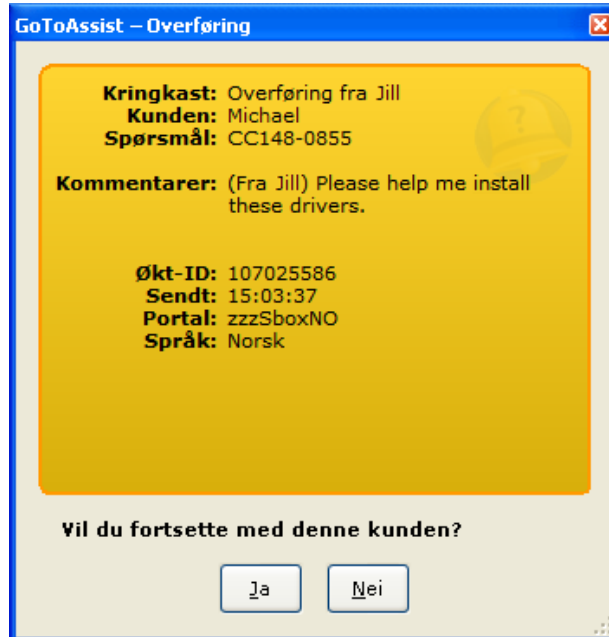 GoToAssist – Overføring
Kringkast: Overføring fra Jill
Kunden: Michael
Spørsmål: CC148-0855
Kommentarer: (Fra Jill) Please help me install
these drivers.
Økt-ID: 107025586
Sendt: 15:03:37
Portal: zzzSboxNO
Språk: Norsk
Vil du fortsette med denne kunden?
Ja Nei